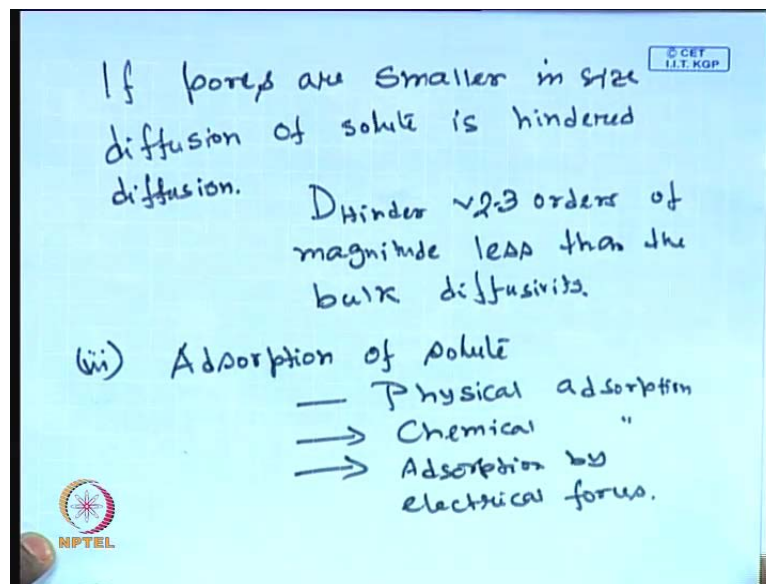 © CET
I.I.T. KGP
If pores are smaller in size
diffusion of solute is hindered
diffusion.
DHinder ~2-3 orders of
magnitude less than the
bulk diffusivity.
(iii) Adsorption of solute
— Physical adsorption
→ Chemical "
→ Adsorption by
electrical forces.
NPTEL